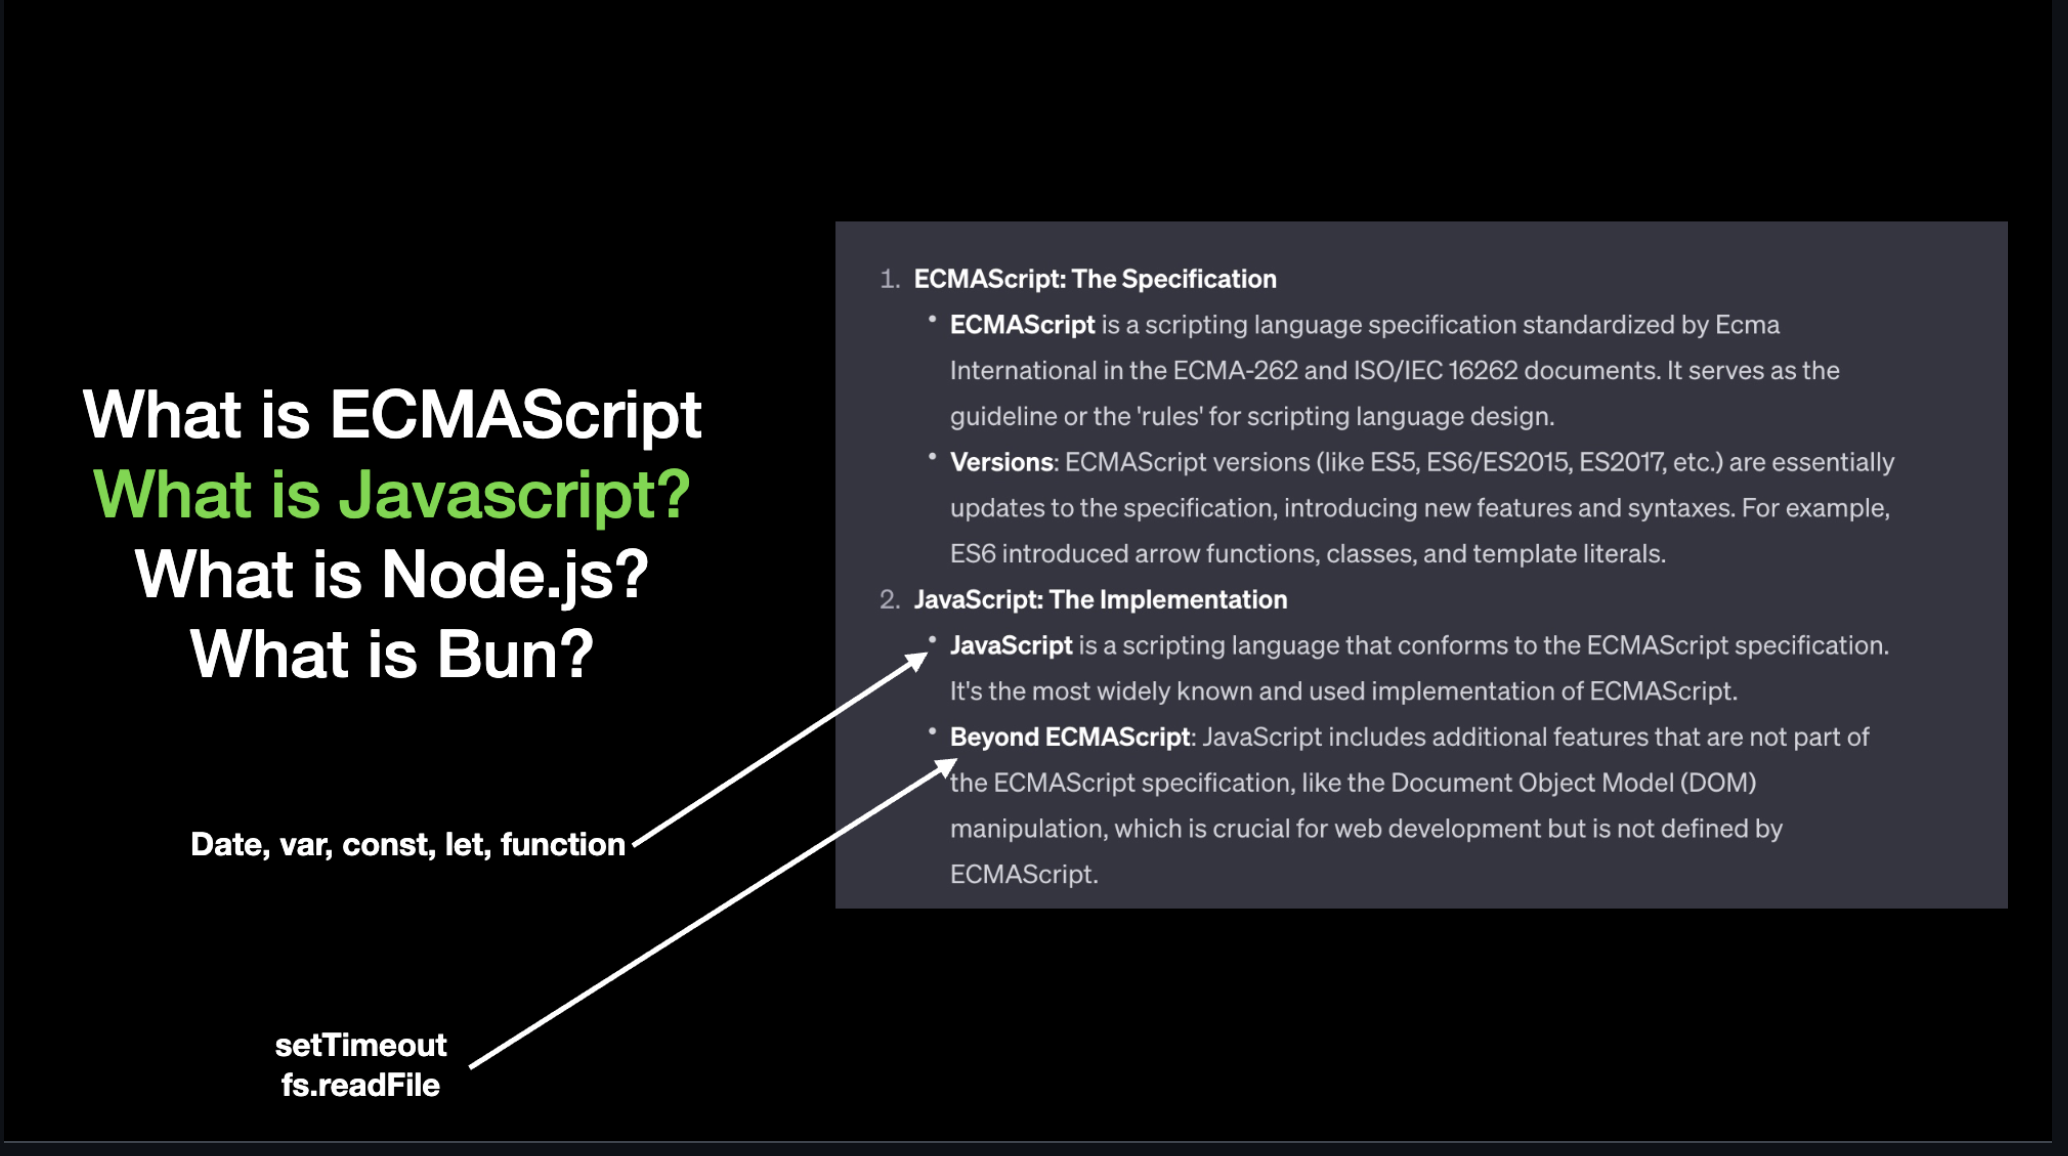 What is ECMAScript
What is Javascript?
What is Node.js?
What is Bun?
Date, var, const, let, function
setTimeout
fs.readFile
1. ECMAScript: The Specification
• ECMAScript is a scripting language specification standardized by Ecma
International in the ECMA-262 and ISO/IEC 16262 documents. It serves as the
guideline or the 'rules' for scripting language design.
• Versions: ECMAScript versions (like ES5, ES6/ES2015, ES2017, etc.) are essentially
updates to the specification, introducing new features and syntaxes. For example,
ES6 introduced arrow functions, classes, and template literals.
2. JavaScript: The Implementation
• JavaScript is a scripting language that conforms to the ECMAScript specification.
It's the most widely known and used implementation of ECMAScript.
• Beyond ECMAScript: JavaScript includes additional features that are not part of
the ECMAScript specification, like the Document Object Model (DOM)
manipulation, which is crucial for web development but is not defined by
ECMAScript.